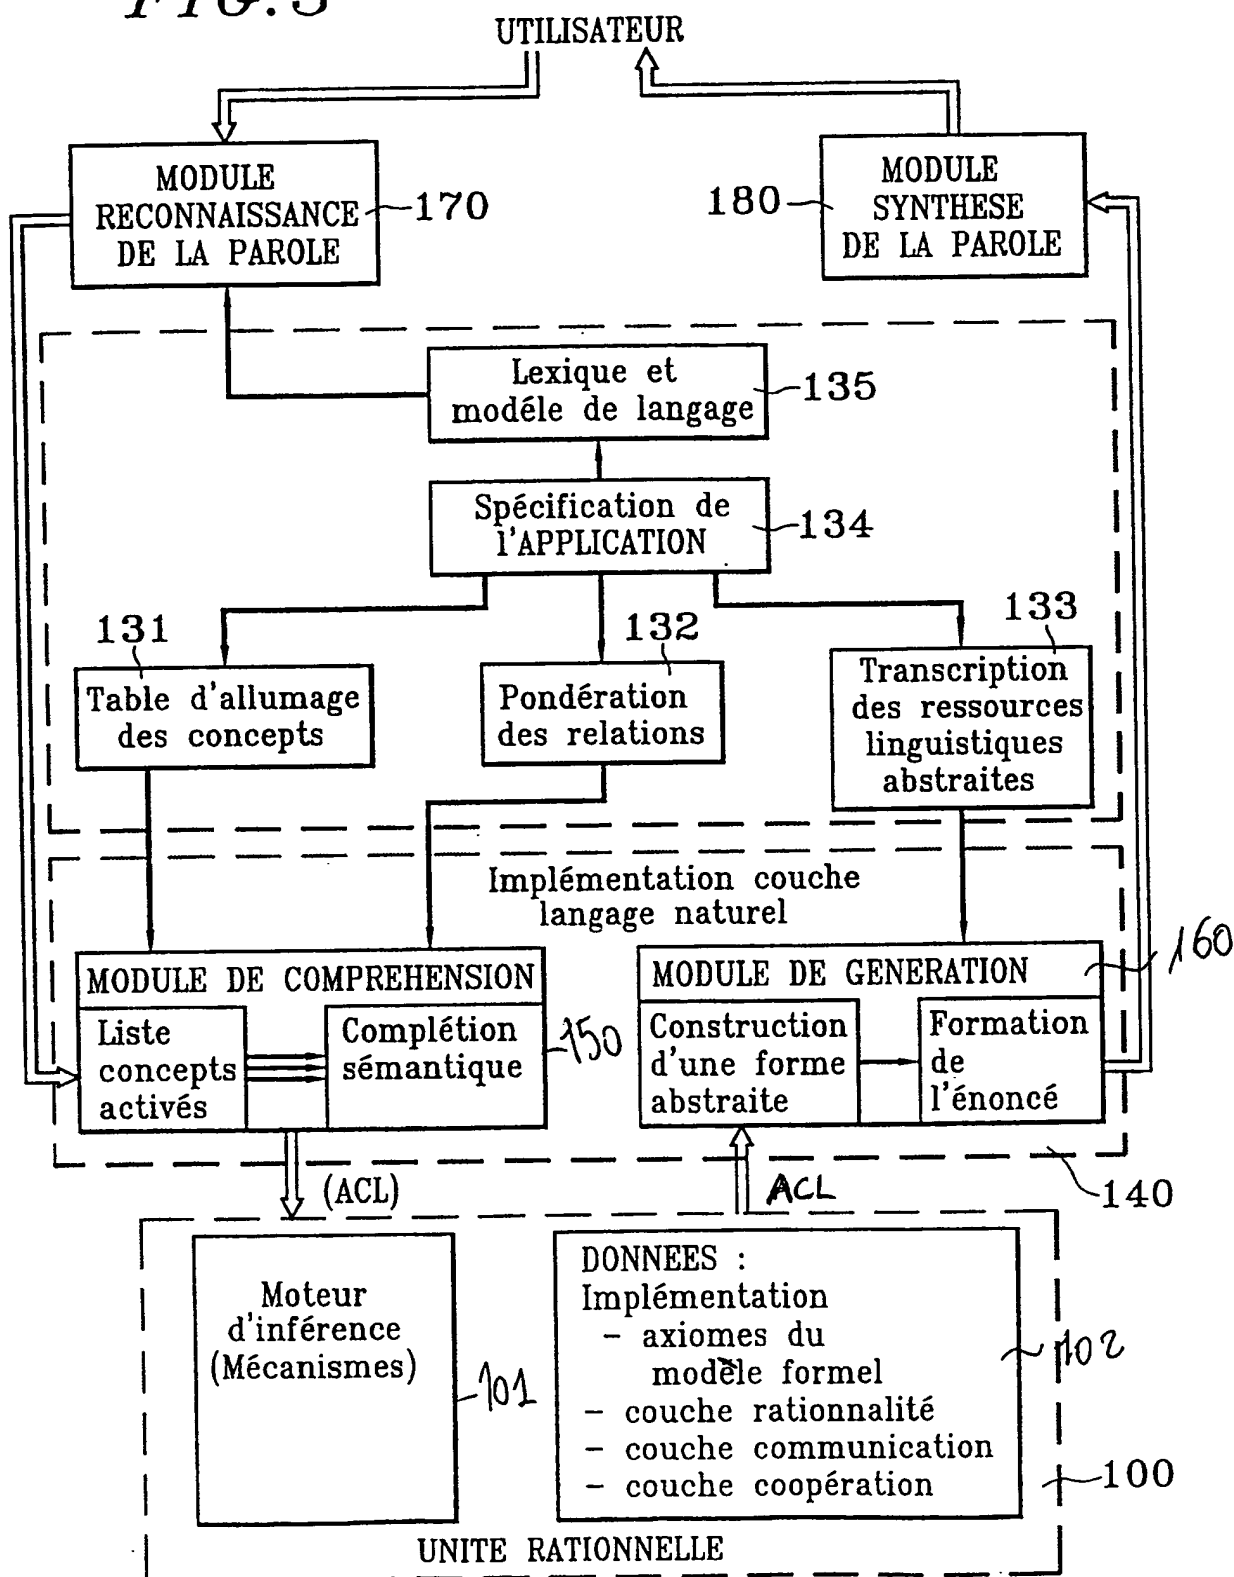 FIG. 3
UTILISATEUR
MODULE
RECONNAISSANCE
DE LA PAROLE
170
180
MODULE
SYNTHESE
DE LA PAROLE
Lexique et
modéle de langage
135
Spécification de
l'APPLICATION
134
131
132
133
Table d'allumage
des concepts
Pondération
des relations
Transcription
des ressources
linguistiques
abstraites
Implémentation couche
langage naturel
MODULE DE COMPREHENSION
Liste
concepts
activés
Complétion
sémantique
150
MODULE DE GENERATION
160
Construction
d'une forme
abstraite
Formation
de
l'énoncé
140
(ACL)
ACL
Moteur
d'inférence
(Mécanismes)
101
DONNEES :
Implémentation
- axiomes du
modèle formel
- couche rationnalité
- couche communication
- couche coopération
102
100
UNITE RATIONNELLE